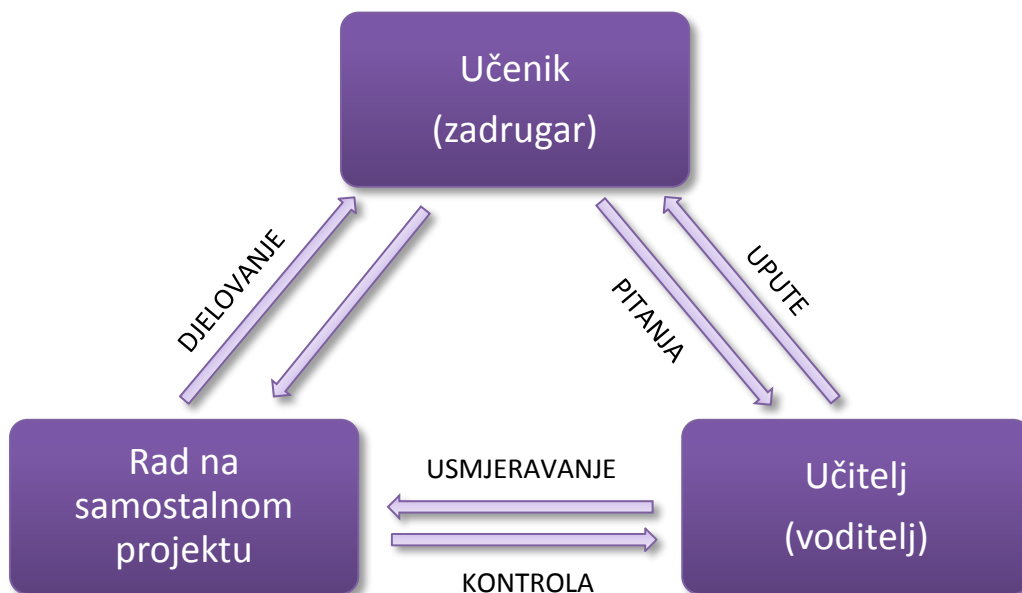 Učenik
(zadrugar)
DJELOVANJE
PITANJA
UPUTE
Rad na
samostalnom
projektu
USMJERAVANJE
KONTROLA
Učitelj
(voditelj)